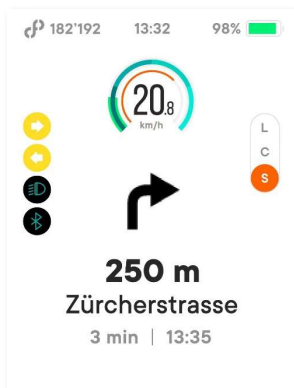 182'192 13:32 98%
20.8
km/h
L
C
S
250 m
Zürcherstrasse
3 min | 13:35